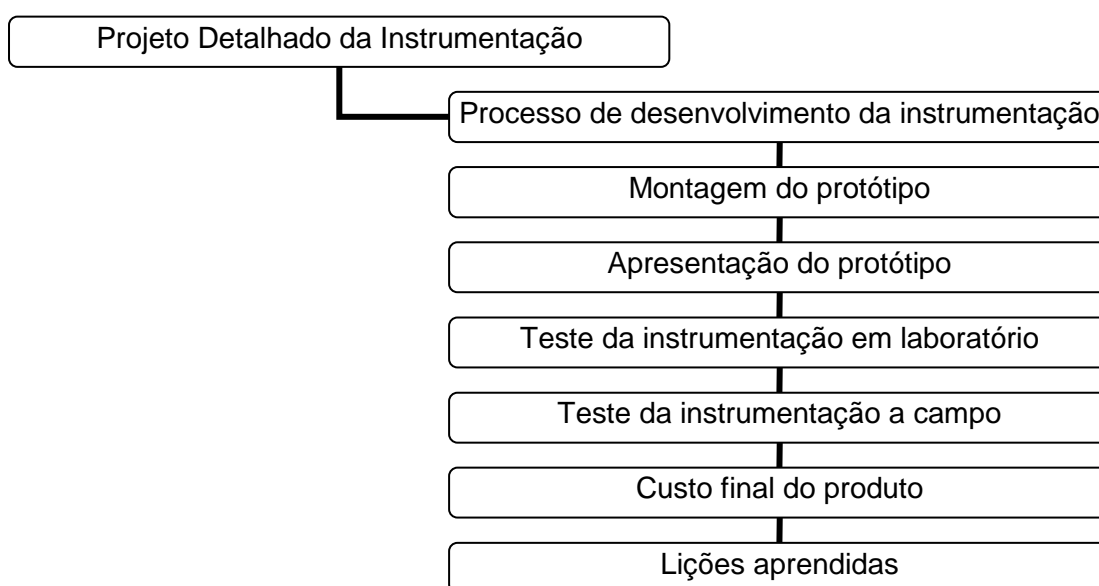 Projeto Detalhado da Instrumentação
Processo de desenvolvimento da instrumentação
Montagem do protótipo
Apresentação do protótipo
Teste da instrumentação em laboratório
Teste da instrumentação a campo
Custo final do produto
Lições aprendidas